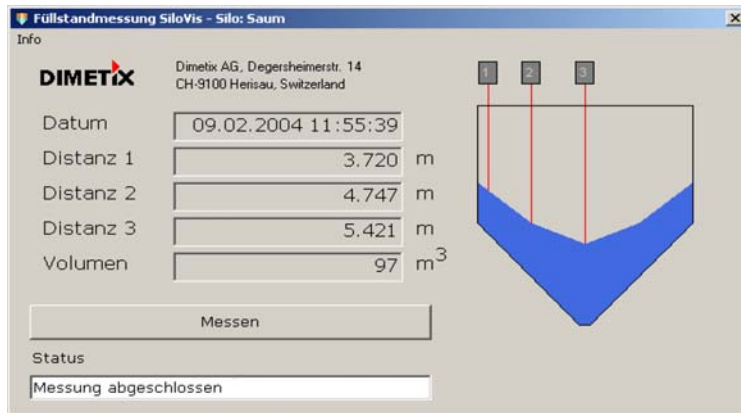 Füllstandmessung SiloVis - Silo: Saum
Info
DIMETIX
Dimetix AG, Degersheimerstr. 14
CH-9100 Herisau, Switzerland
Datum 09.02.2004 11:55:39
Distanz 1 3.720 m
Distanz 2 4.747 m
Distanz 3 5.421 m
Volumen 97 m³
Messen
Status
Messung abgeschlossen
1 2 3